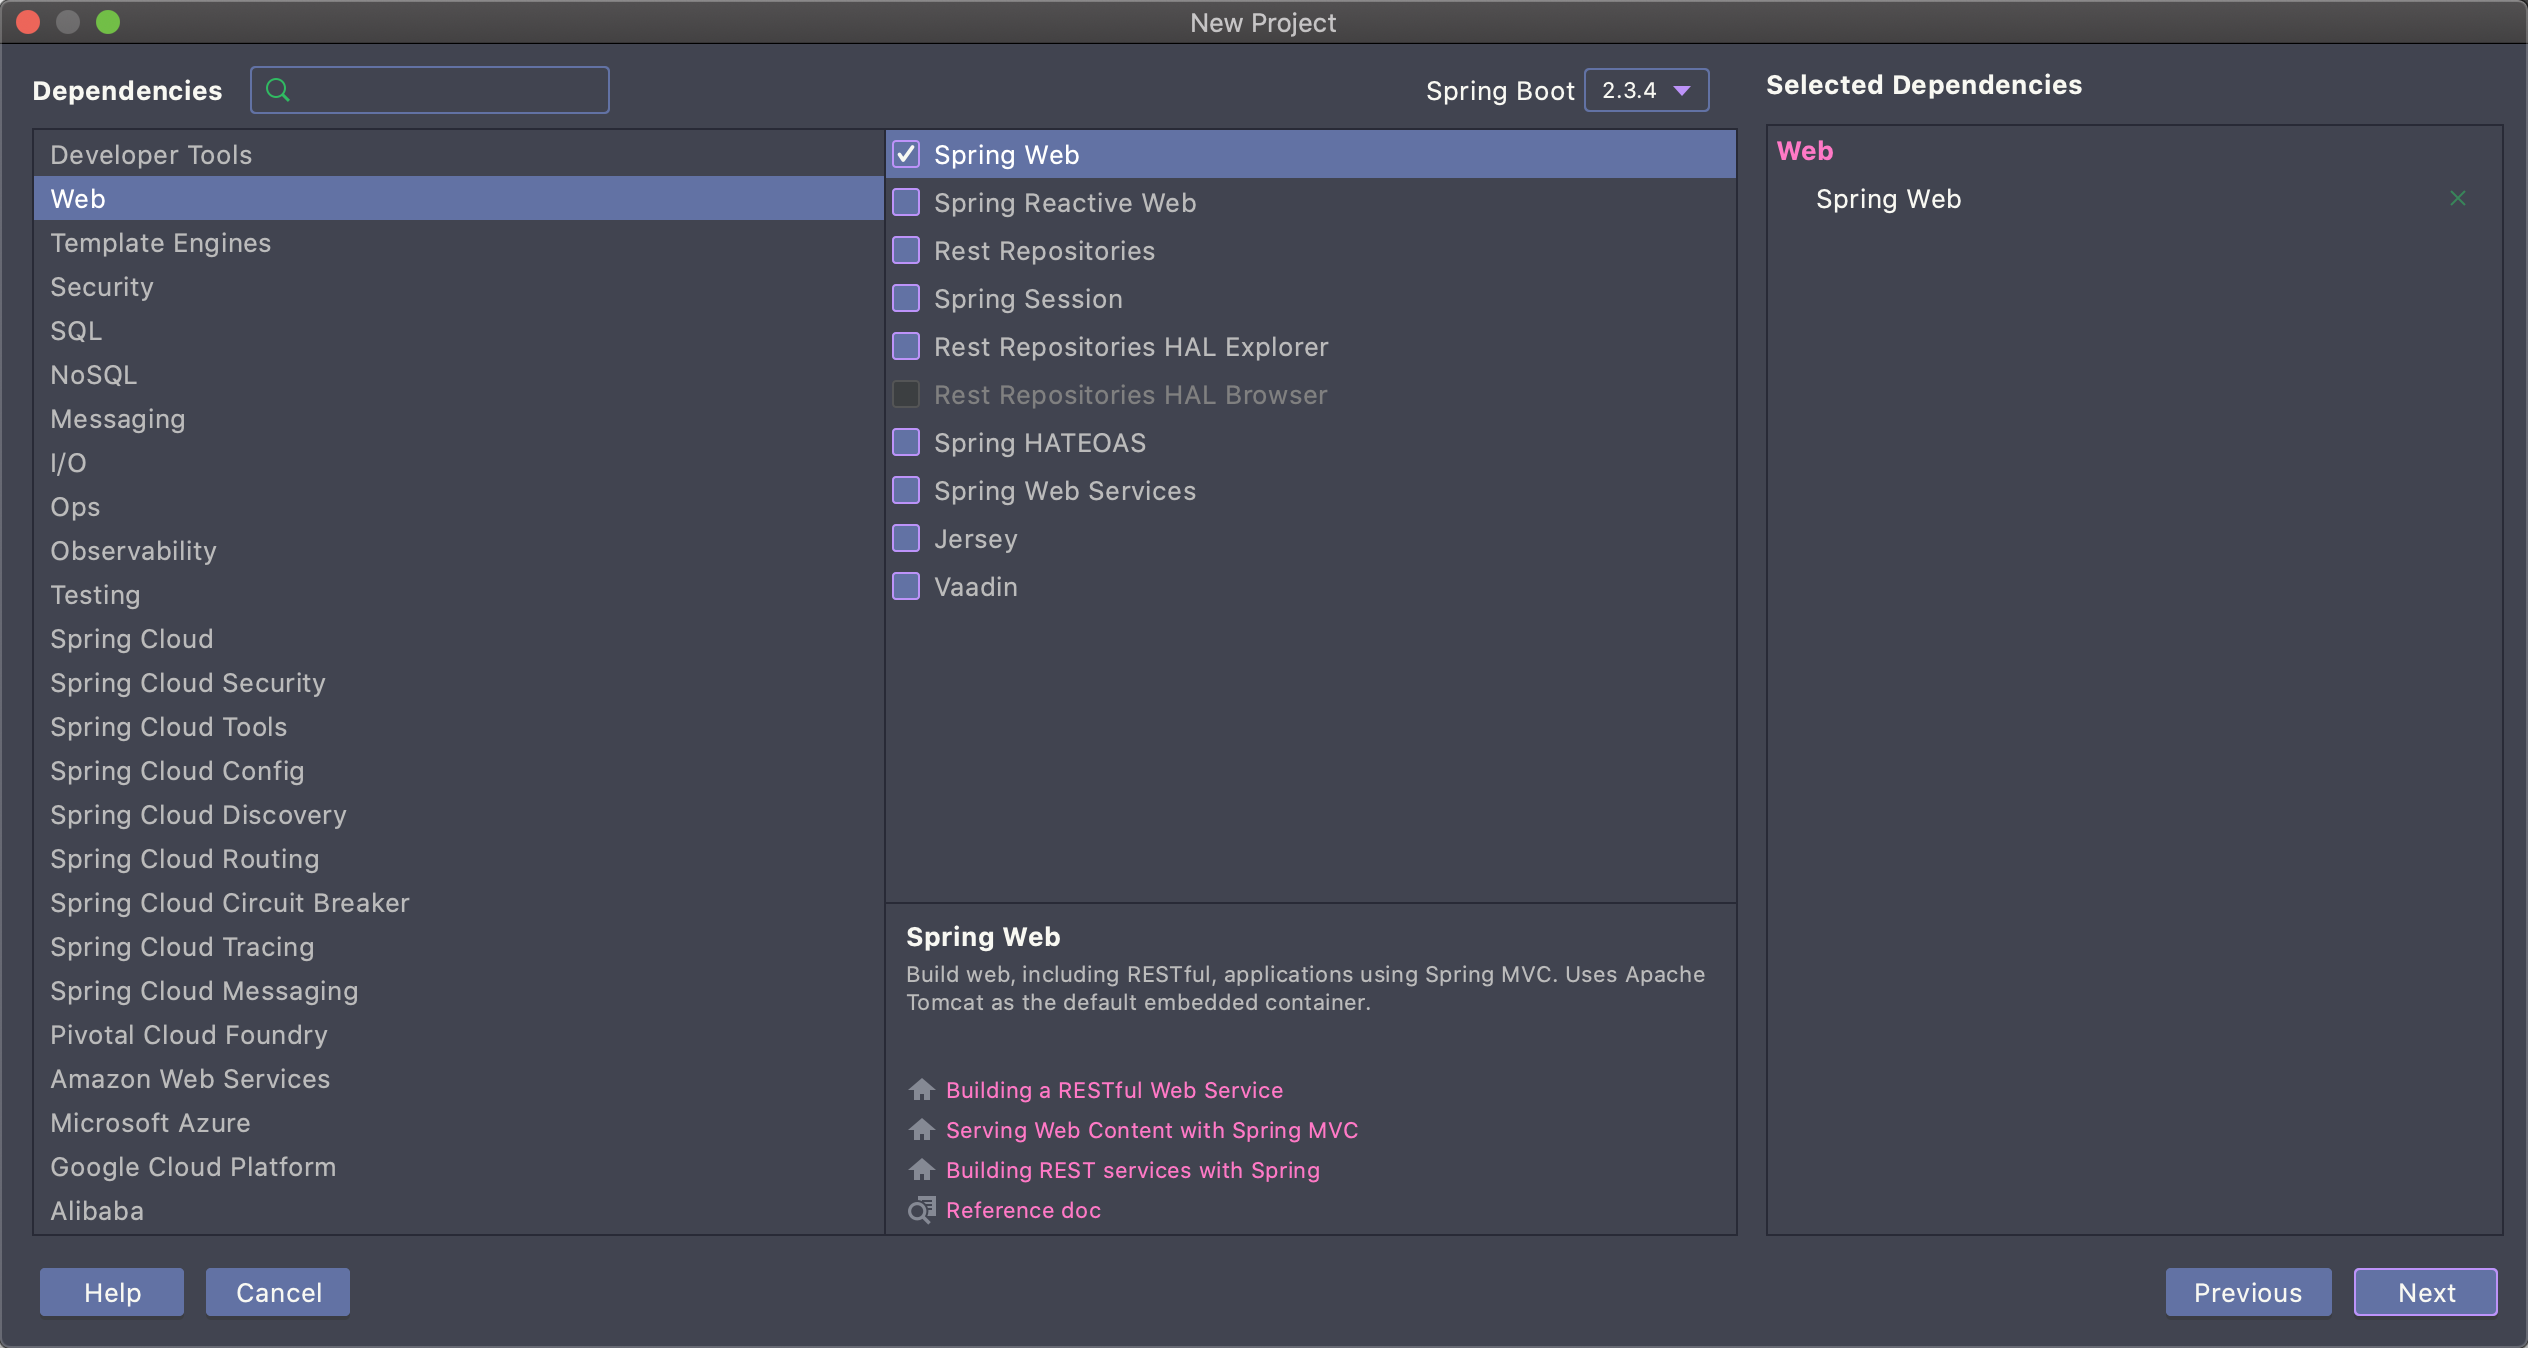 New Project
Dependencies
Spring Boot 2.3.4
Selected Dependencies
Developer Tools
Web
Template Engines
Security
SQL
NoSQL
Messaging
I/O
Ops
Observability
Testing
Spring Cloud
Spring Cloud Security
Spring Cloud Tools
Spring Cloud Config
Spring Cloud Discovery
Spring Cloud Routing
Spring Cloud Circuit Breaker
Spring Cloud Tracing
Spring Cloud Messaging
Pivotal Cloud Foundry
Amazon Web Services
Microsoft Azure
Google Cloud Platform
Alibaba
Spring Web
Spring Reactive Web
Rest Repositories
Spring Session
Rest Repositories HAL Explorer
Rest Repositories HAL Browser
Spring HATEOAS
Spring Web Services
Jersey
Vaadin
Spring Web
Build web, including RESTful, applications using Spring MVC. Uses Apache
Tomcat as the default embedded container.
Building a RESTful Web Service
Serving Web Content with Spring MVC
Building REST services with Spring
Reference doc
Web
Spring Web
Help
Cancel
Previous
Next